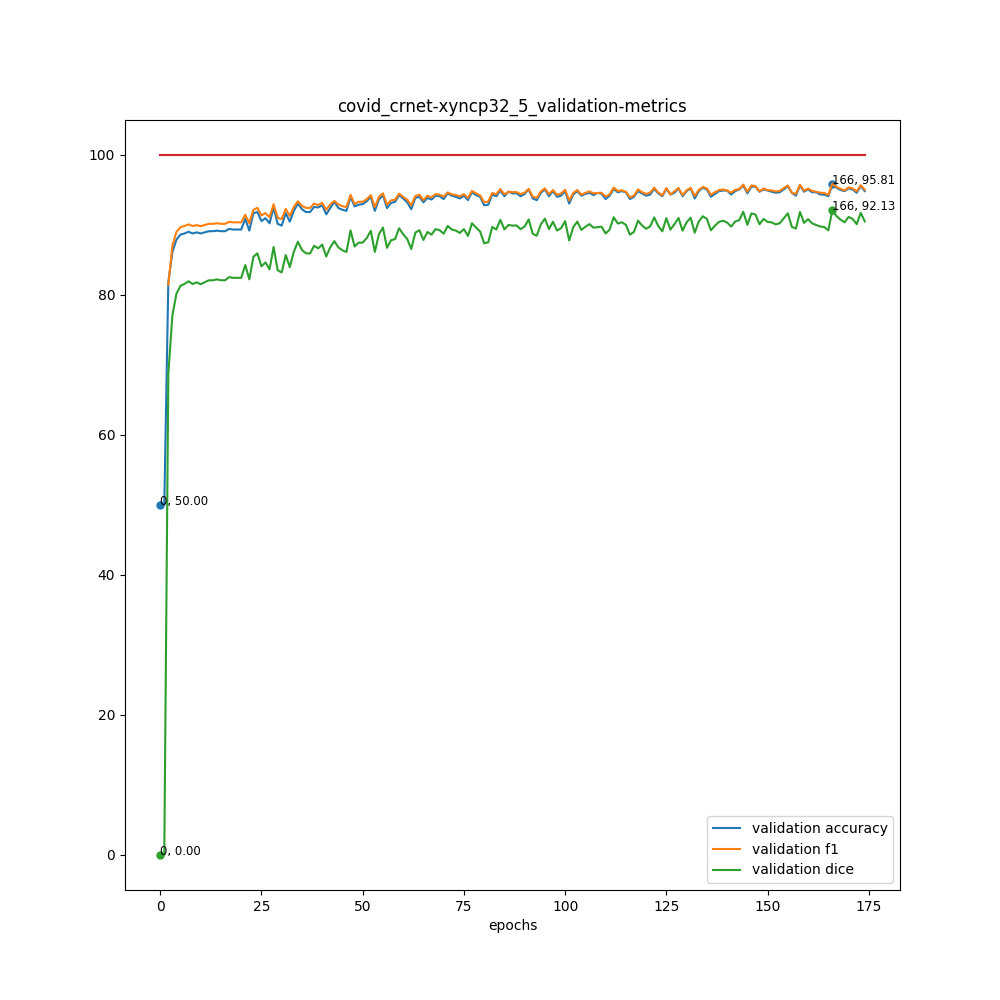 covid_crnet-xyncp32_5_validation-metrics
100
80
60
40
20
0
166, 95.81
166, 92.13
0, 50.00
0, 0.00
validation accuracy
validation f1
validation dice
0 25 50 75 100 125 150 175
epochs